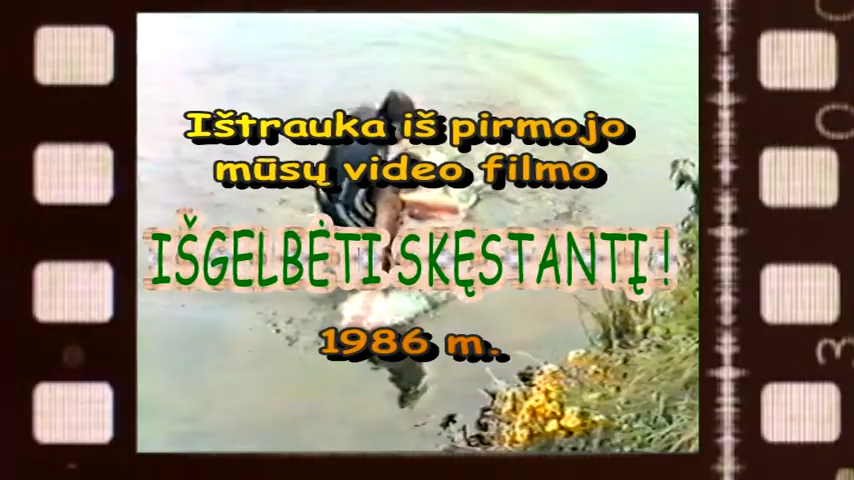 Ištrauka iš pirmojo
mūsų video filmo
IŠGELBĖTI SKĘSTANTĮ!
1986 m.